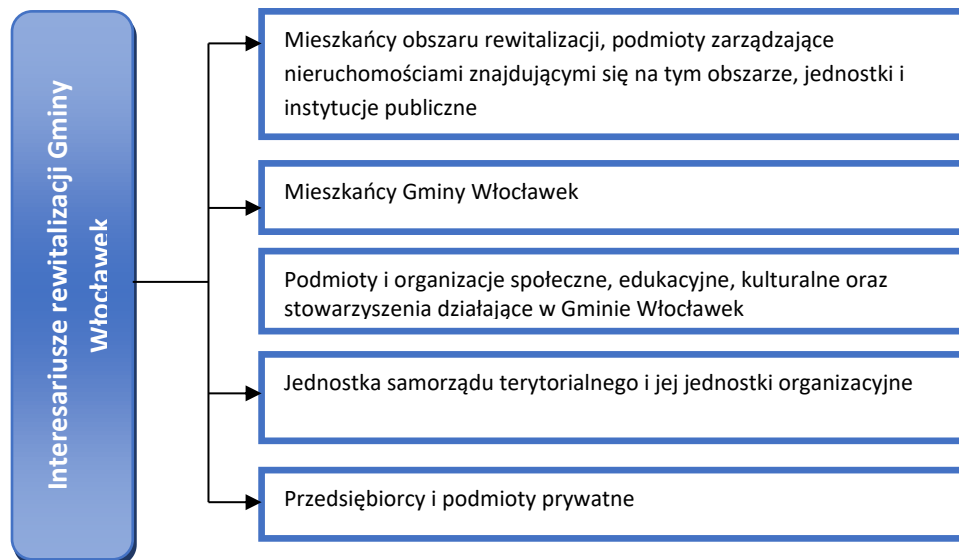 Interesariusze rewitalizacji Gminy
Włocławek
Mieszkańcy obszaru rewitalizacji, podmioty zarządzające
nieruchomościami znajdującymi się na tym obszarze, jednostki i
instytucje publiczne
Mieszkańcy Gminy Włocławek
Podmioty i organizacje społeczne, edukacyjne, kulturalne oraz
stowarzyszenia działające w Gminie Włocławek
Jednostka samorządu terytorialnego i jej jednostki organizacyjne
Przedsiębiorcy i podmioty prywatne